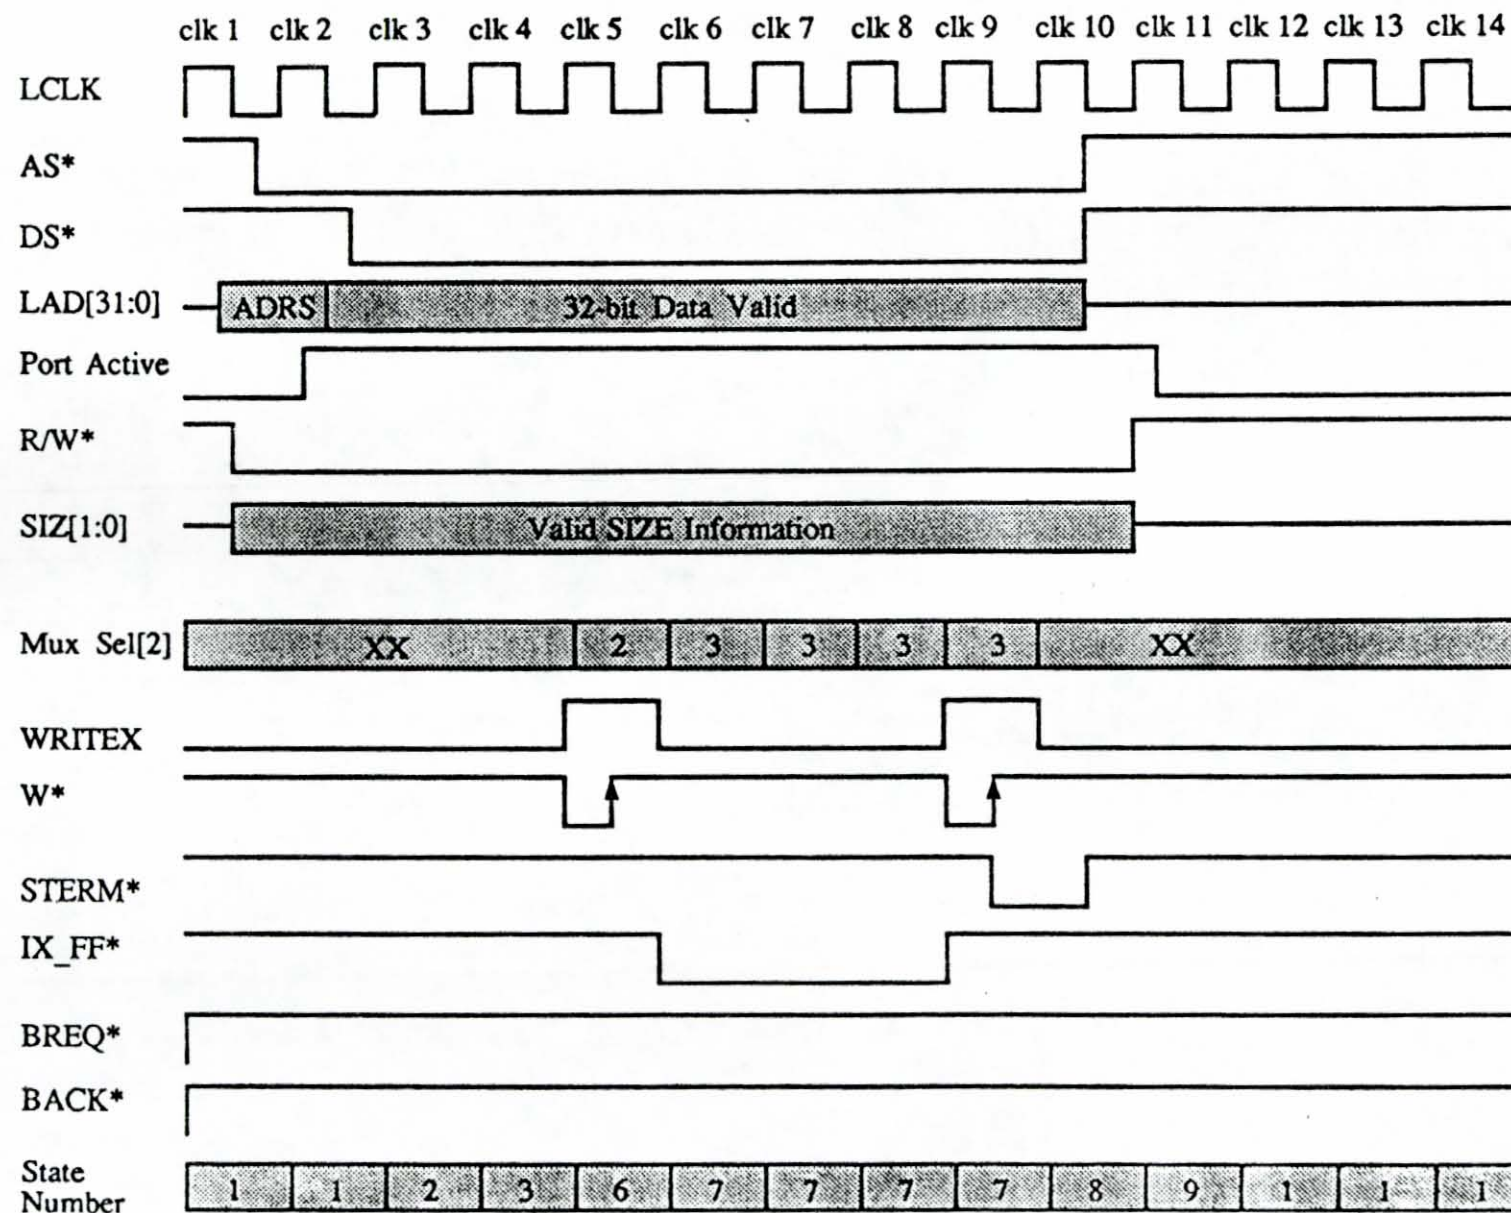 clk 1 clk 2 clk 3 clk 4 clk 5 clk 6 clk 7 clk 8 clk 9 clk 10 clk 11 clk 12 clk 13 clk 14
LCLK
AS*
DS*
LAD[31:0] ADRS 32-bit Data Valid
Port Active
R/W*
SIZ[1:0] Valid SIZE Information
Mux Sel[2] XX 2 3 3 3 3 XX
WRITEX
W*
STERM*
IX_FF*
BREQ*
BACK*
State
Number 1 1 2 3 6 7 7 7 7 8 9 1 1 1